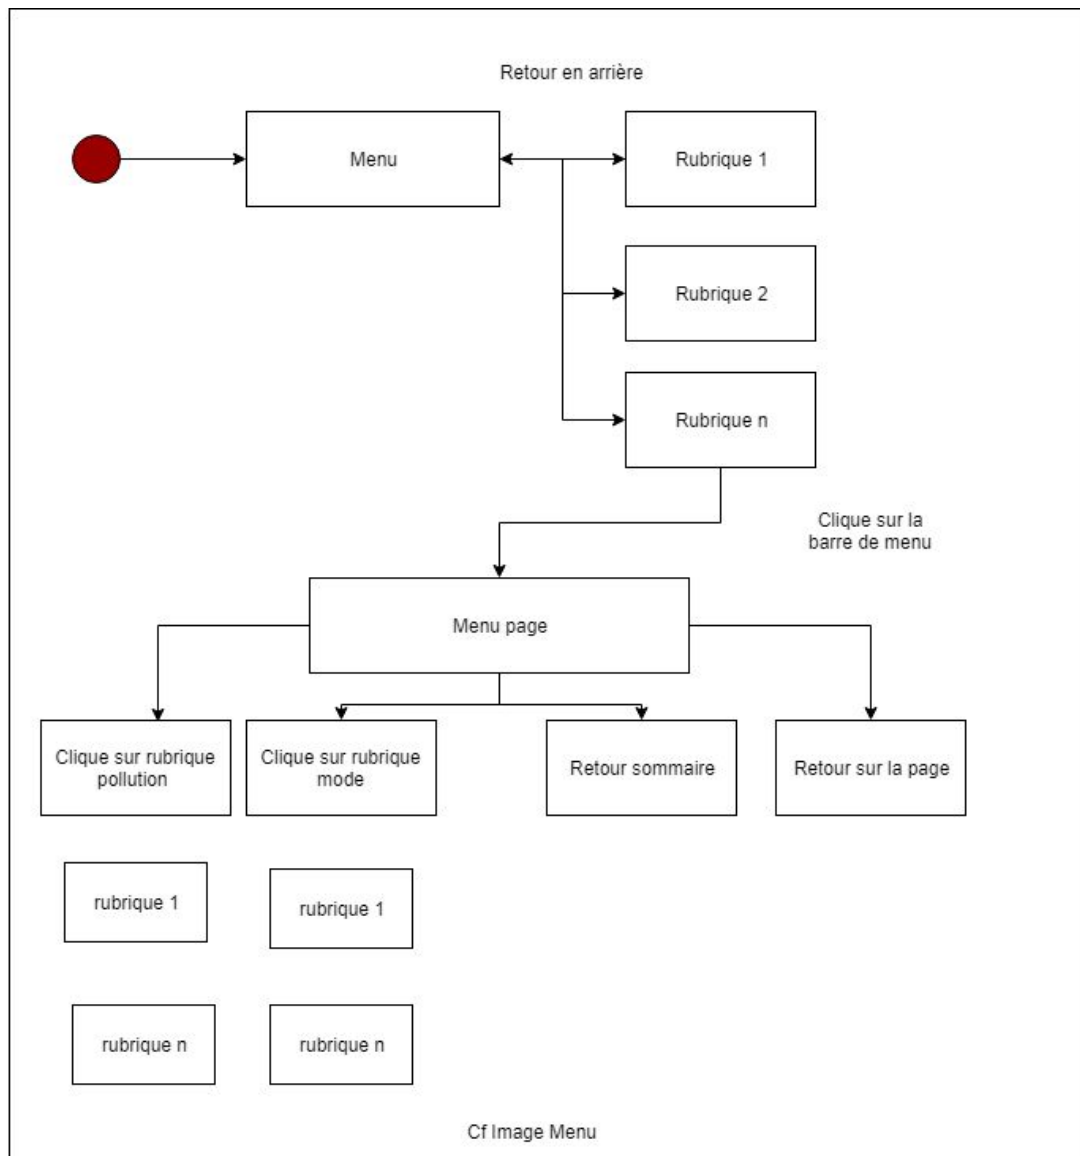 Retour en arrière
Menu
Rubrique 1
Rubrique 2
Rubrique n
Clique sur la
barre de menu
Menu page
Clique sur rubrique
pollution
Clique sur rubrique
mode
Retour sommaire
Retour sur la page
rubrique 1
rubrique 1
rubrique n
rubrique n
Cf Image Menu